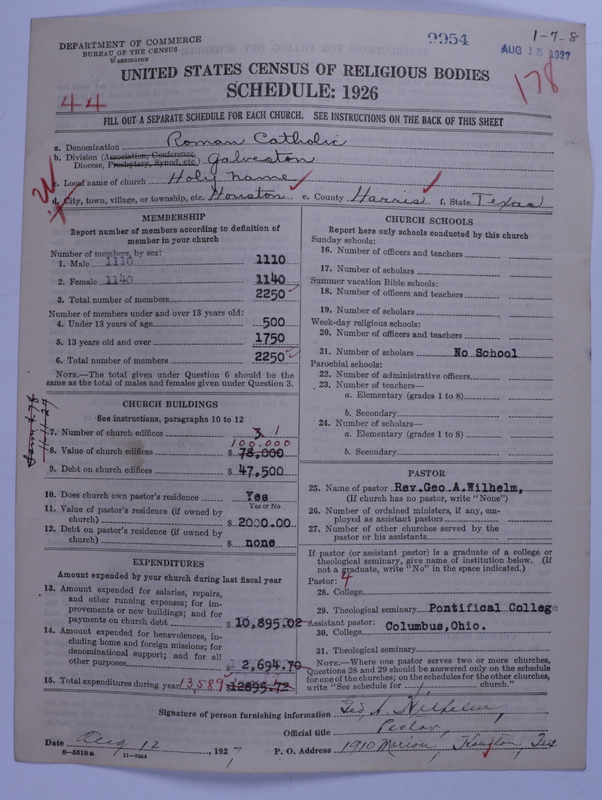 DEPARTMENT OF COMMERCE
BUREAU OF THE CENSUS
WASHINGTON
9954
AUG 15 1927
1-7-8
178
44
UNITED STATES CENSUS OF RELIGIOUS BODIES
SCHEDULE: 1926
FILL OUT A SEPARATE SCHEDULE FOR EACH CHURCH. SEE INSTRUCTIONS ON THE BACK OF THIS SHEET
a. Denomination Roman Catholic
b. Division (Association, Conference, Diocese, Presbytery, Synod, etc. Galveston
c. Local name of church Holy Name
d. City, town, village, or township, etc. Houston e. County Harris f. State Texas
MEMBERSHIP
Report number of members according to definition of member in your church
Number of members, by sex:
1. Male 1110 1110
2. Female 1140 1140
3. Total number of members 2250
Number of members under and over 13 years old:
4. Under 13 years of age 500
5. 13 years old and over 1750
6. Total number of members 2250
NOTE.—The total given under Question 6 should be the same as the total of males and females given under Question 3.
CHURCH BUILDINGS
See instructions, paragraphs 10 to 12
7. Number of church edifices 3 1
100,000
8. Value of church edifices $ 78,000
9. Debt on church edifices $ 47,500
10. Does church own pastor's residence Yes
Yes or No
11. Value of pastor's residence (if owned by church) $ 2000.00
12. Debt on pastor's residence (if owned by church) $ none
EXPENDITURES
Amount expended by your church during last fiscal year
13. Amount expended for salaries, repairs, and other running expenses; for improvements or new buildings; and for payments on church debt $ 10,895.02
14. Amount expended for benevolences, including home and foreign missions; for denominational support; and for all other purposes $ 2,694.70
15. Total expenditures during year 13,589 $ 12895.72
CHURCH SCHOOLS
Report here only schools conducted by this church
Sunday schools:
16. Number of officers and teachers
17. Number of scholars
Summer vacation Bible schools:
18. Number of officers and teachers
19. Number of scholars
Week-day religious schools:
20. Number of officers and teachers
21. Number of scholars No School
Parochial schools:
22. Number of administrative officers
23. Number of teachers—
a. Elementary (grades 1 to 8)
b. Secondary
24. Number of scholars—
a. Elementary (grades 1 to 8)
b. Secondary
PASTOR
25. Name of pastor Rev.Geo.A.Wilhelm,
(If church has no pastor, write "None")
26. Number of ordained ministers, if any, employed as assistant pastors
27. Number of other churches served by the pastor or his assistants
If pastor (or assistant pastor) is a graduate of a college or theological seminary, give name of institution below. (If not a graduate, write "No" in the space indicated.)
Pastor: 4
28. College
29. Theological seminary Pontifical College
Assistant pastor: Columbus,Ohio.
30. College
31. Theological seminary
NOTE.—Where one pastor serves two or more churches, Questions 28 and 29 should be answered only on the schedule for one of the churches; on the schedules for the other churches, write "See schedule for church."
Signature of person furnishing information Geo. A. Wilhelm,
Official title Pastor,
Date Aug 12, 1927, P. O. Address 1910 Marion, Houston, Tex
8-5518a 11-9054